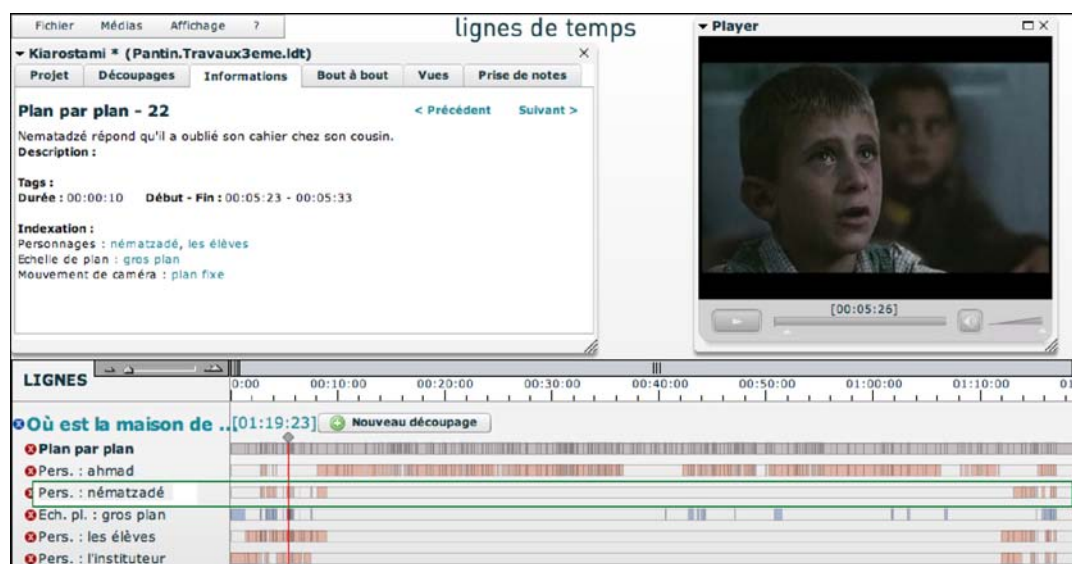 Fichier Médias Affichage ?
lignes de temps
Kiarostami * (Pantin.Travaux3eme.ldt)
Projet Découpages Informations Bout à bout Vues Prise de notes
Plan par plan - 22 < Précédent Suivant >
Nematadzé répond qu'il a oublié son cahier chez son cousin.
Description :
Tags :
Durée : 00:00:10 Début - Fin : 00:05:23 - 00:05:33
Indexation :
Personnages : nématzadé, les élèves
Echelle de plan : gros plan
Mouvement de caméra : plan fixe
Player
[00:05:26]
LIGNES
0:00 00:10:00 00:20:00 00:30:00 00:40:00 00:50:00 01:00:00 01:10:00 01
Où est la maison de ..[01:19:23] Nouveau découpage
Plan par plan
Pers. : ahmad
Pers. : nématzadé
Ech. pl. : gros plan
Pers. : les élèves
Pers. : l'instituteur